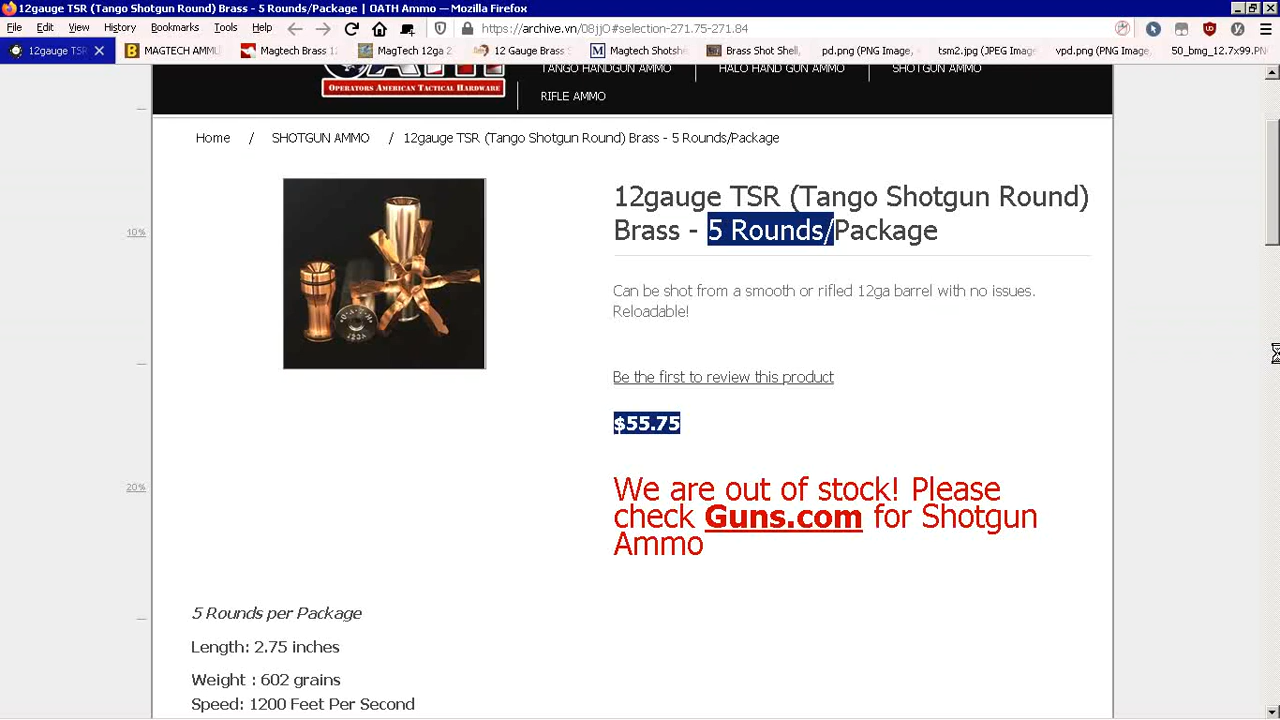 12gauge TSR (Tango Shotgun Round) Brass - 5 Rounds/Package | OATH Ammo — Mozilla Firefox
File Edit View History Bookmarks Tools Help
https://archive.vn/08jjO#selection-271.75-271.84
12gauge TSR
MAGTECH AMMU
Magtech Brass 12
MagTech 12ga 2
12 Gauge Brass
Magtech Shotshe
Brass Shot Shell,
pd.png (PNG Image,
sm2.jpg (JPEG Image
vpd.png (PNG Image,
50_bmg_12.7x99.PN
OPERATORS AMERICAN TACTICAL HARDWARE
TANGO HANDGUN AMMO
HALO HAND GUN AMMO
SHOTGUN AMMO
RIFLE AMMO
Home / SHOTGUN AMMO / 12gauge TSR (Tango Shotgun Round) Brass - 5 Rounds/Package
12gauge TSR (Tango Shotgun Round)
Brass - 5 Rounds/Package
10%
Can be shot from a smooth or rifled 12ga barrel with no issues.
Reloadable!
Be the first to review this product
$55.75
20%
We are out of stock! Please
check Guns.com for Shotgun
Ammo
5 Rounds per Package
Length: 2.75 inches
Weight : 602 grains
Speed: 1200 Feet Per Second